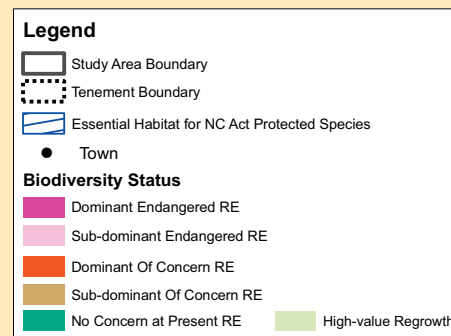 Legend
Study Area Boundary
Tenement Boundary
Essential Habitat for NC Act Protected Species
Town
Biodiversity Status
Dominant Endangered RE
Sub-dominant Endangered RE
Dominant Of Concern RE
Sub-dominant Of Concern RE
No Concern at Present RE High-value Regrowth